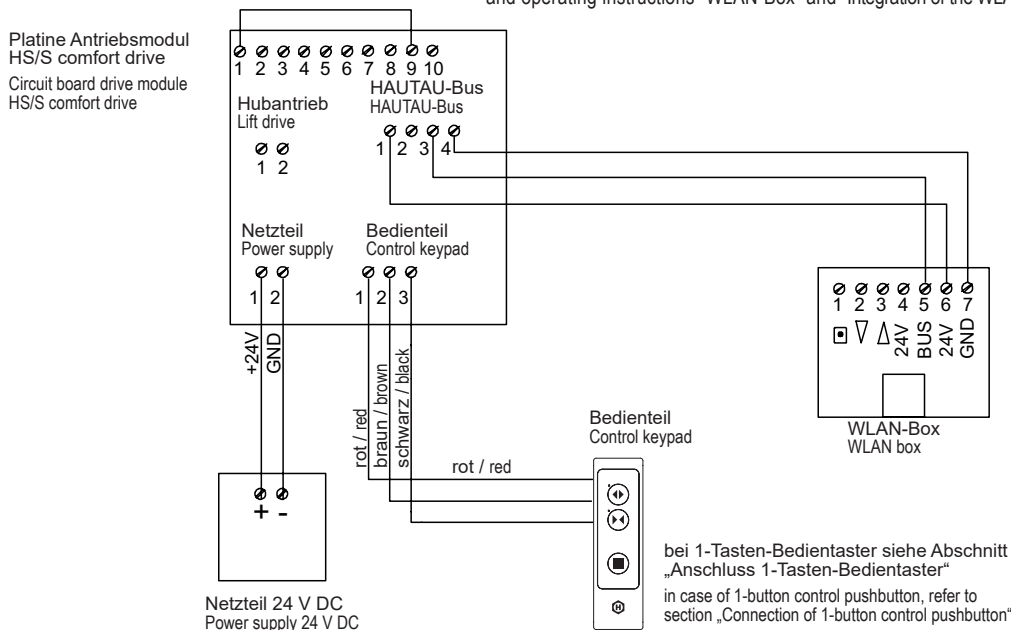 and operating instructions "WLAN-Box" and "Integration of the WLA
Platine Antriebsmodul
HS/S comfort drive
Circuit board drive module
HS/S comfort drive
1 2 3 4 5 6 7 8 9 10
HAUTAU-Bus
HAUTAU-Bus
Hubantrieb
Lift drive
1 2 3 4
1 2
Netzteil
Power supply
Bedienteil
Control keypad
1 2
1 2 3
+24V
GND
rot / red
braun / brown
schwarz / black
rot / red
1 2 3 4 5 6 7
24V
BUS
24V
GND
WLAN-Box
WLAN box
Bedienteil
Control keypad
+ -
Netzteil 24 V DC
Power supply 24 V DC
H
bei 1-Tasten-Bedientaster siehe Abschnitt
„Anschluss 1-Tasten-Bedientaster“
in case of 1-button control pushbutton, refer to
section „Connection of 1-button control pushbutton“